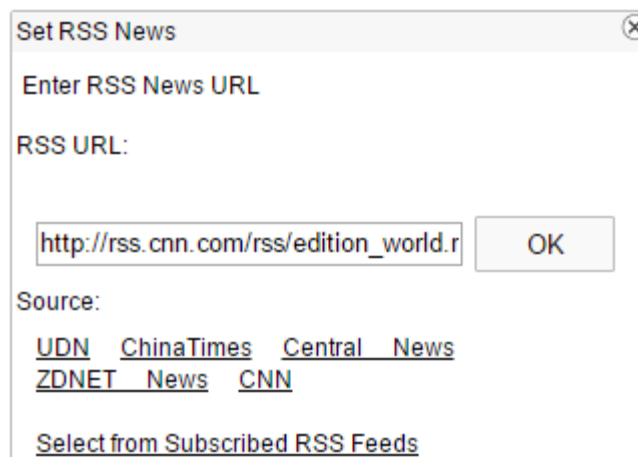 Set RSS News
Enter RSS News URL
RSS URL:
http://rss.cnn.com/rss/edition_world.r OK
Source:
UDN ChinaTimes Central News
ZDNET News CNN
Select from Subscribed RSS Feeds